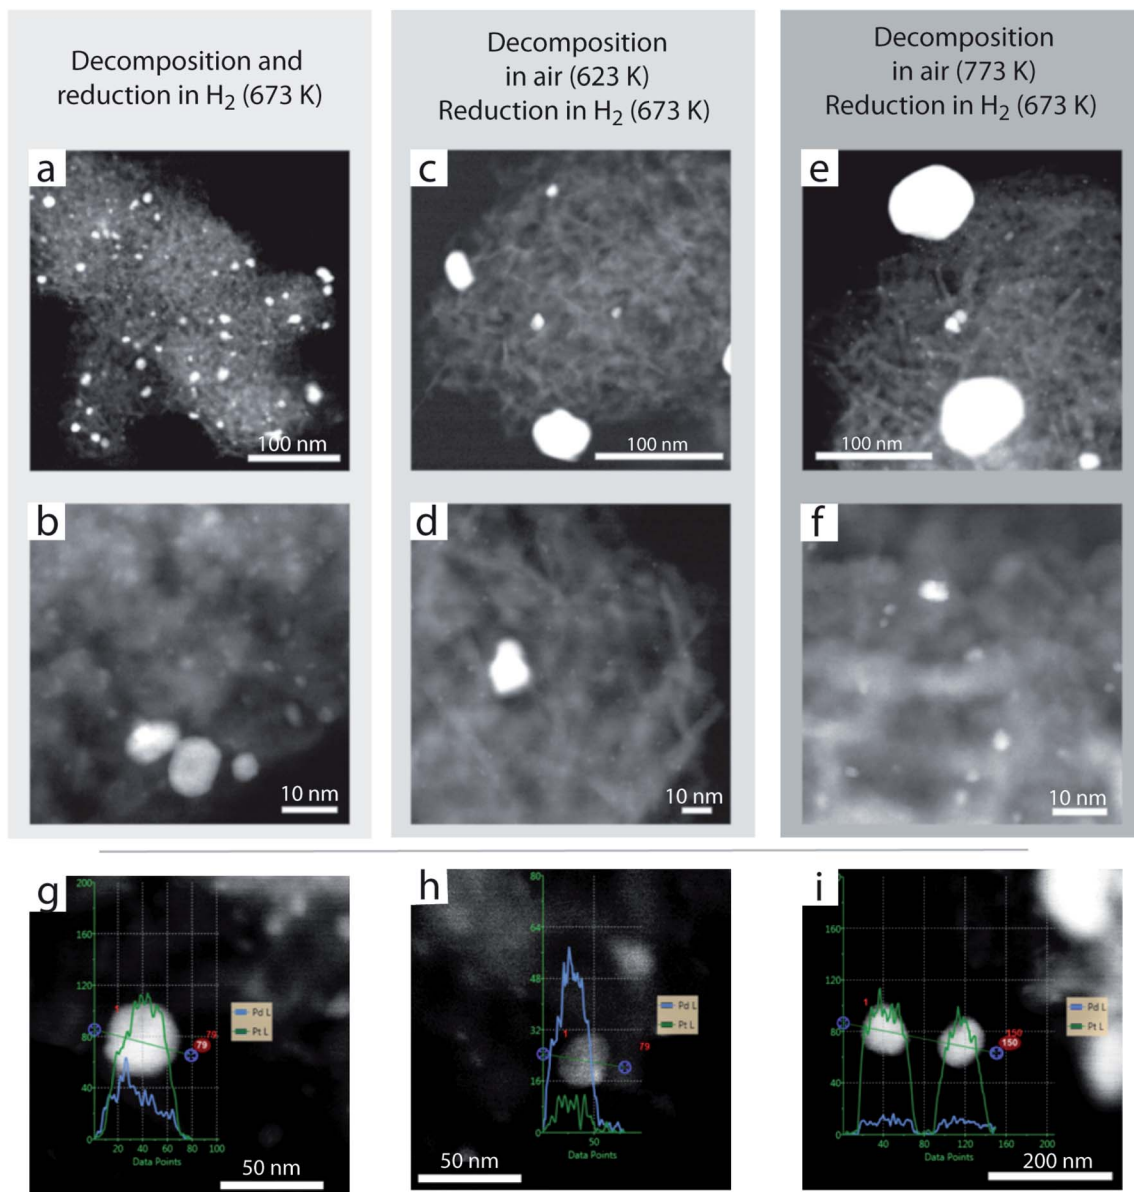 Decomposition and
reduction in H₂ (673 K)
Decomposition
in air (623 K)
Reduction in H₂ (673 K)
Decomposition
in air (773 K)
Reduction in H₂ (673 K)
a
100 nm
c
100 nm
e
100 nm
b
10 nm
d
10 nm
f
10 nm
g
200
160
120
80
40
0
20 40 60 80 100
Data Points
1
79
79
Pd L
Pt L
50 nm
h
80
64
48
32
16
0
50
Data Points
1
79
Pd L
Pt L
50 nm
i
160
120
80
40
0
40 80 120 160 200
Data Points
1
150
150
Pd L
Pt L
200 nm